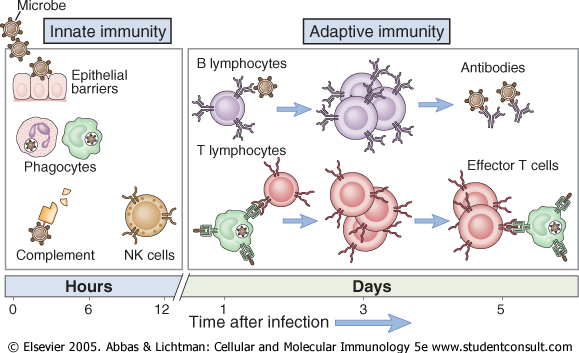 Microbe
Innate immunity
Adaptive immunity
Epithelial
barriers
Phagocytes
Complement
NK cells
B lymphocytes
Antibodies
T lymphocytes
Effector T cells
Hours
Days
0
6
12
1
3
5
Time after infection
© Elsevier 2005. Abbas & Lichtman: Cellular and Molecular Immunology 5e www.studentconsult.com